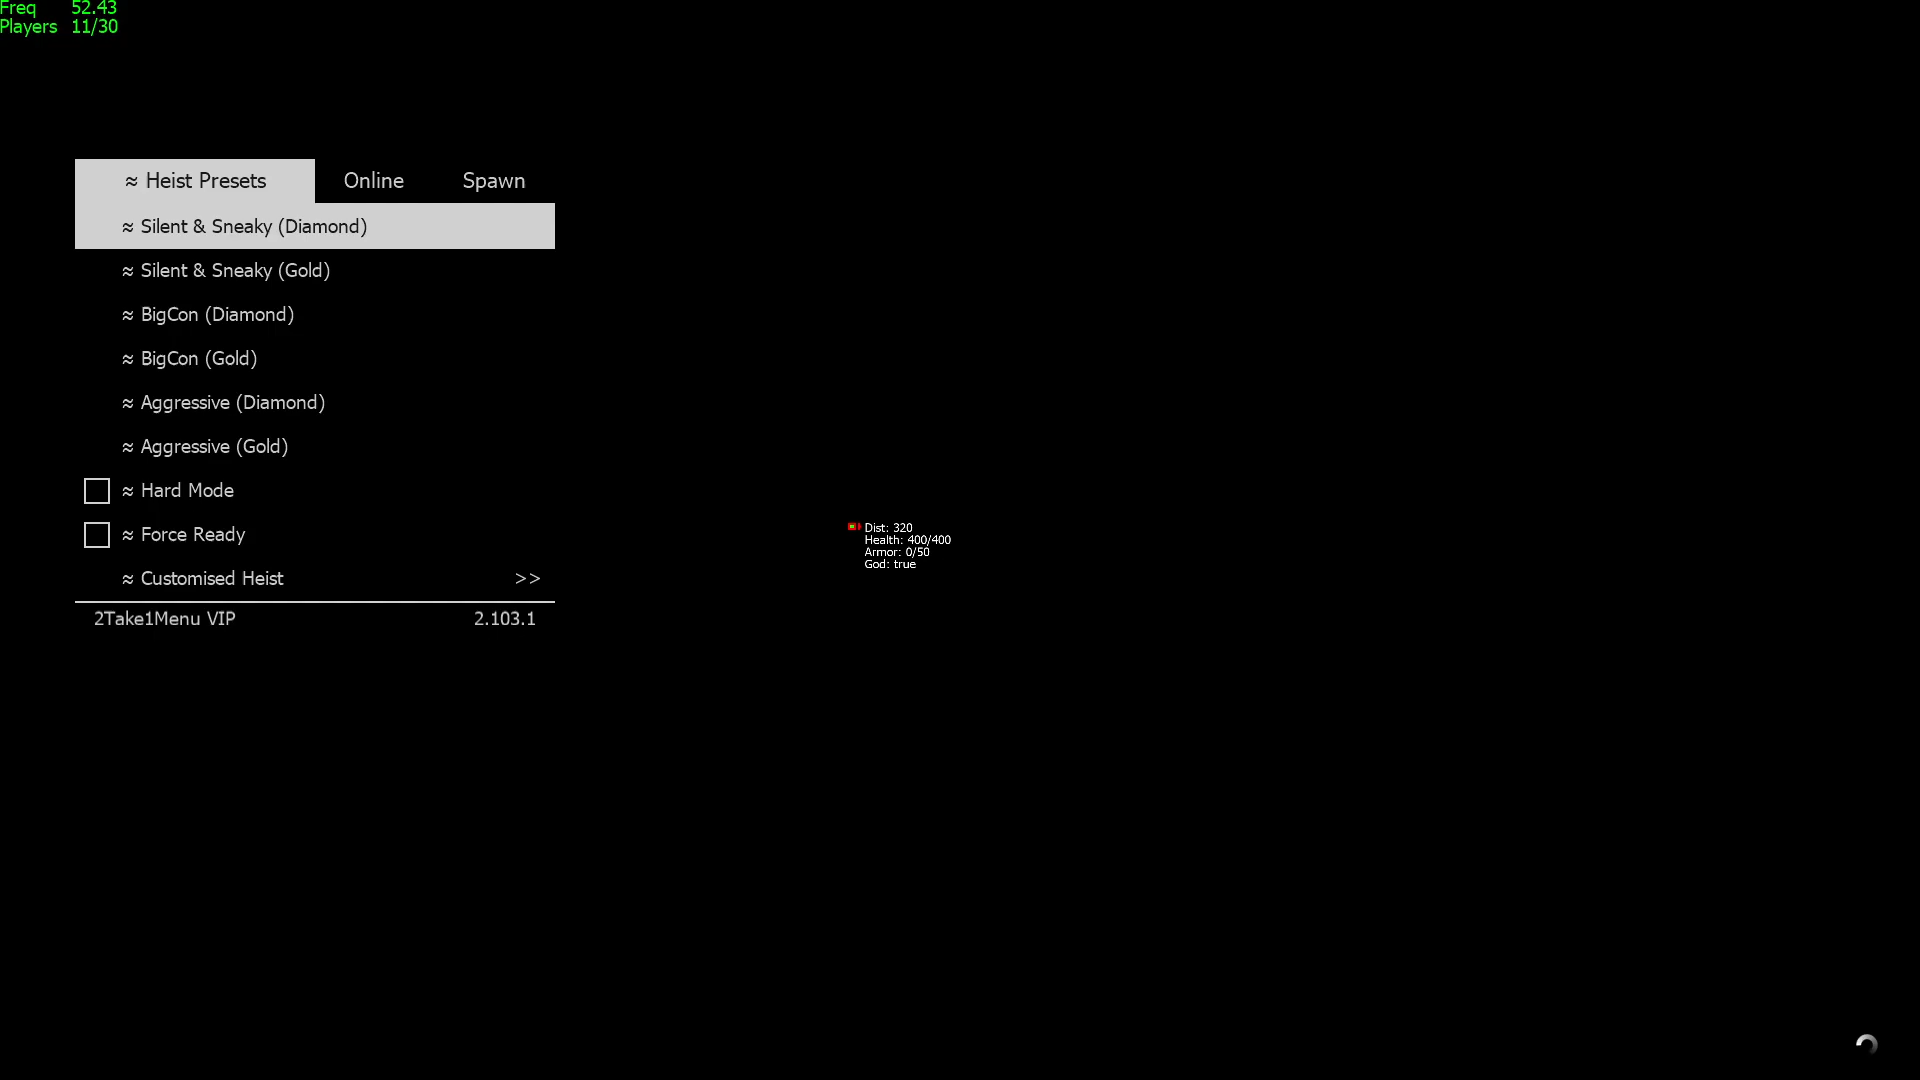 Freq 52.43
Players 11/30
≈ Heist Presets Online Spawn
≈ Silent & Sneaky (Diamond)
≈ Silent & Sneaky (Gold)
≈ BigCon (Diamond)
≈ BigCon (Gold)
≈ Aggressive (Diamond)
≈ Aggressive (Gold)
≈ Hard Mode
≈ Force Ready
≈ Customised Heist >>
2Take1Menu VIP 2.103.1
Dist: 320
Health: 400/400
Armor: 0/50
God: true